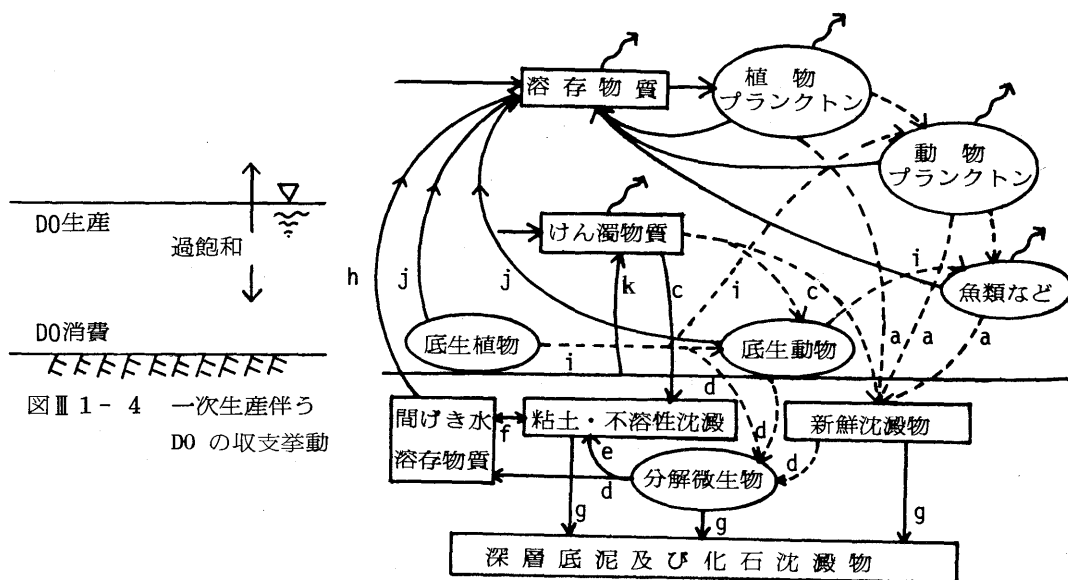 DO生産
過飽和
DO消費
図Ⅲ 1-4 一次生産伴う
DO の収支挙動
溶存物質
植物
プランクトン
動物
プランクトン
けん濁物質
魚類など
底生植物
底生動物
間げき水
溶存物質
粘土・不溶性沈澱
新鮮沈澱物
分解微生物
深層底泥及び化石沈澱物
h
j
j
k
c
i
c
i
a
a
a
i
d
d
d
f
e
d
g
g
g